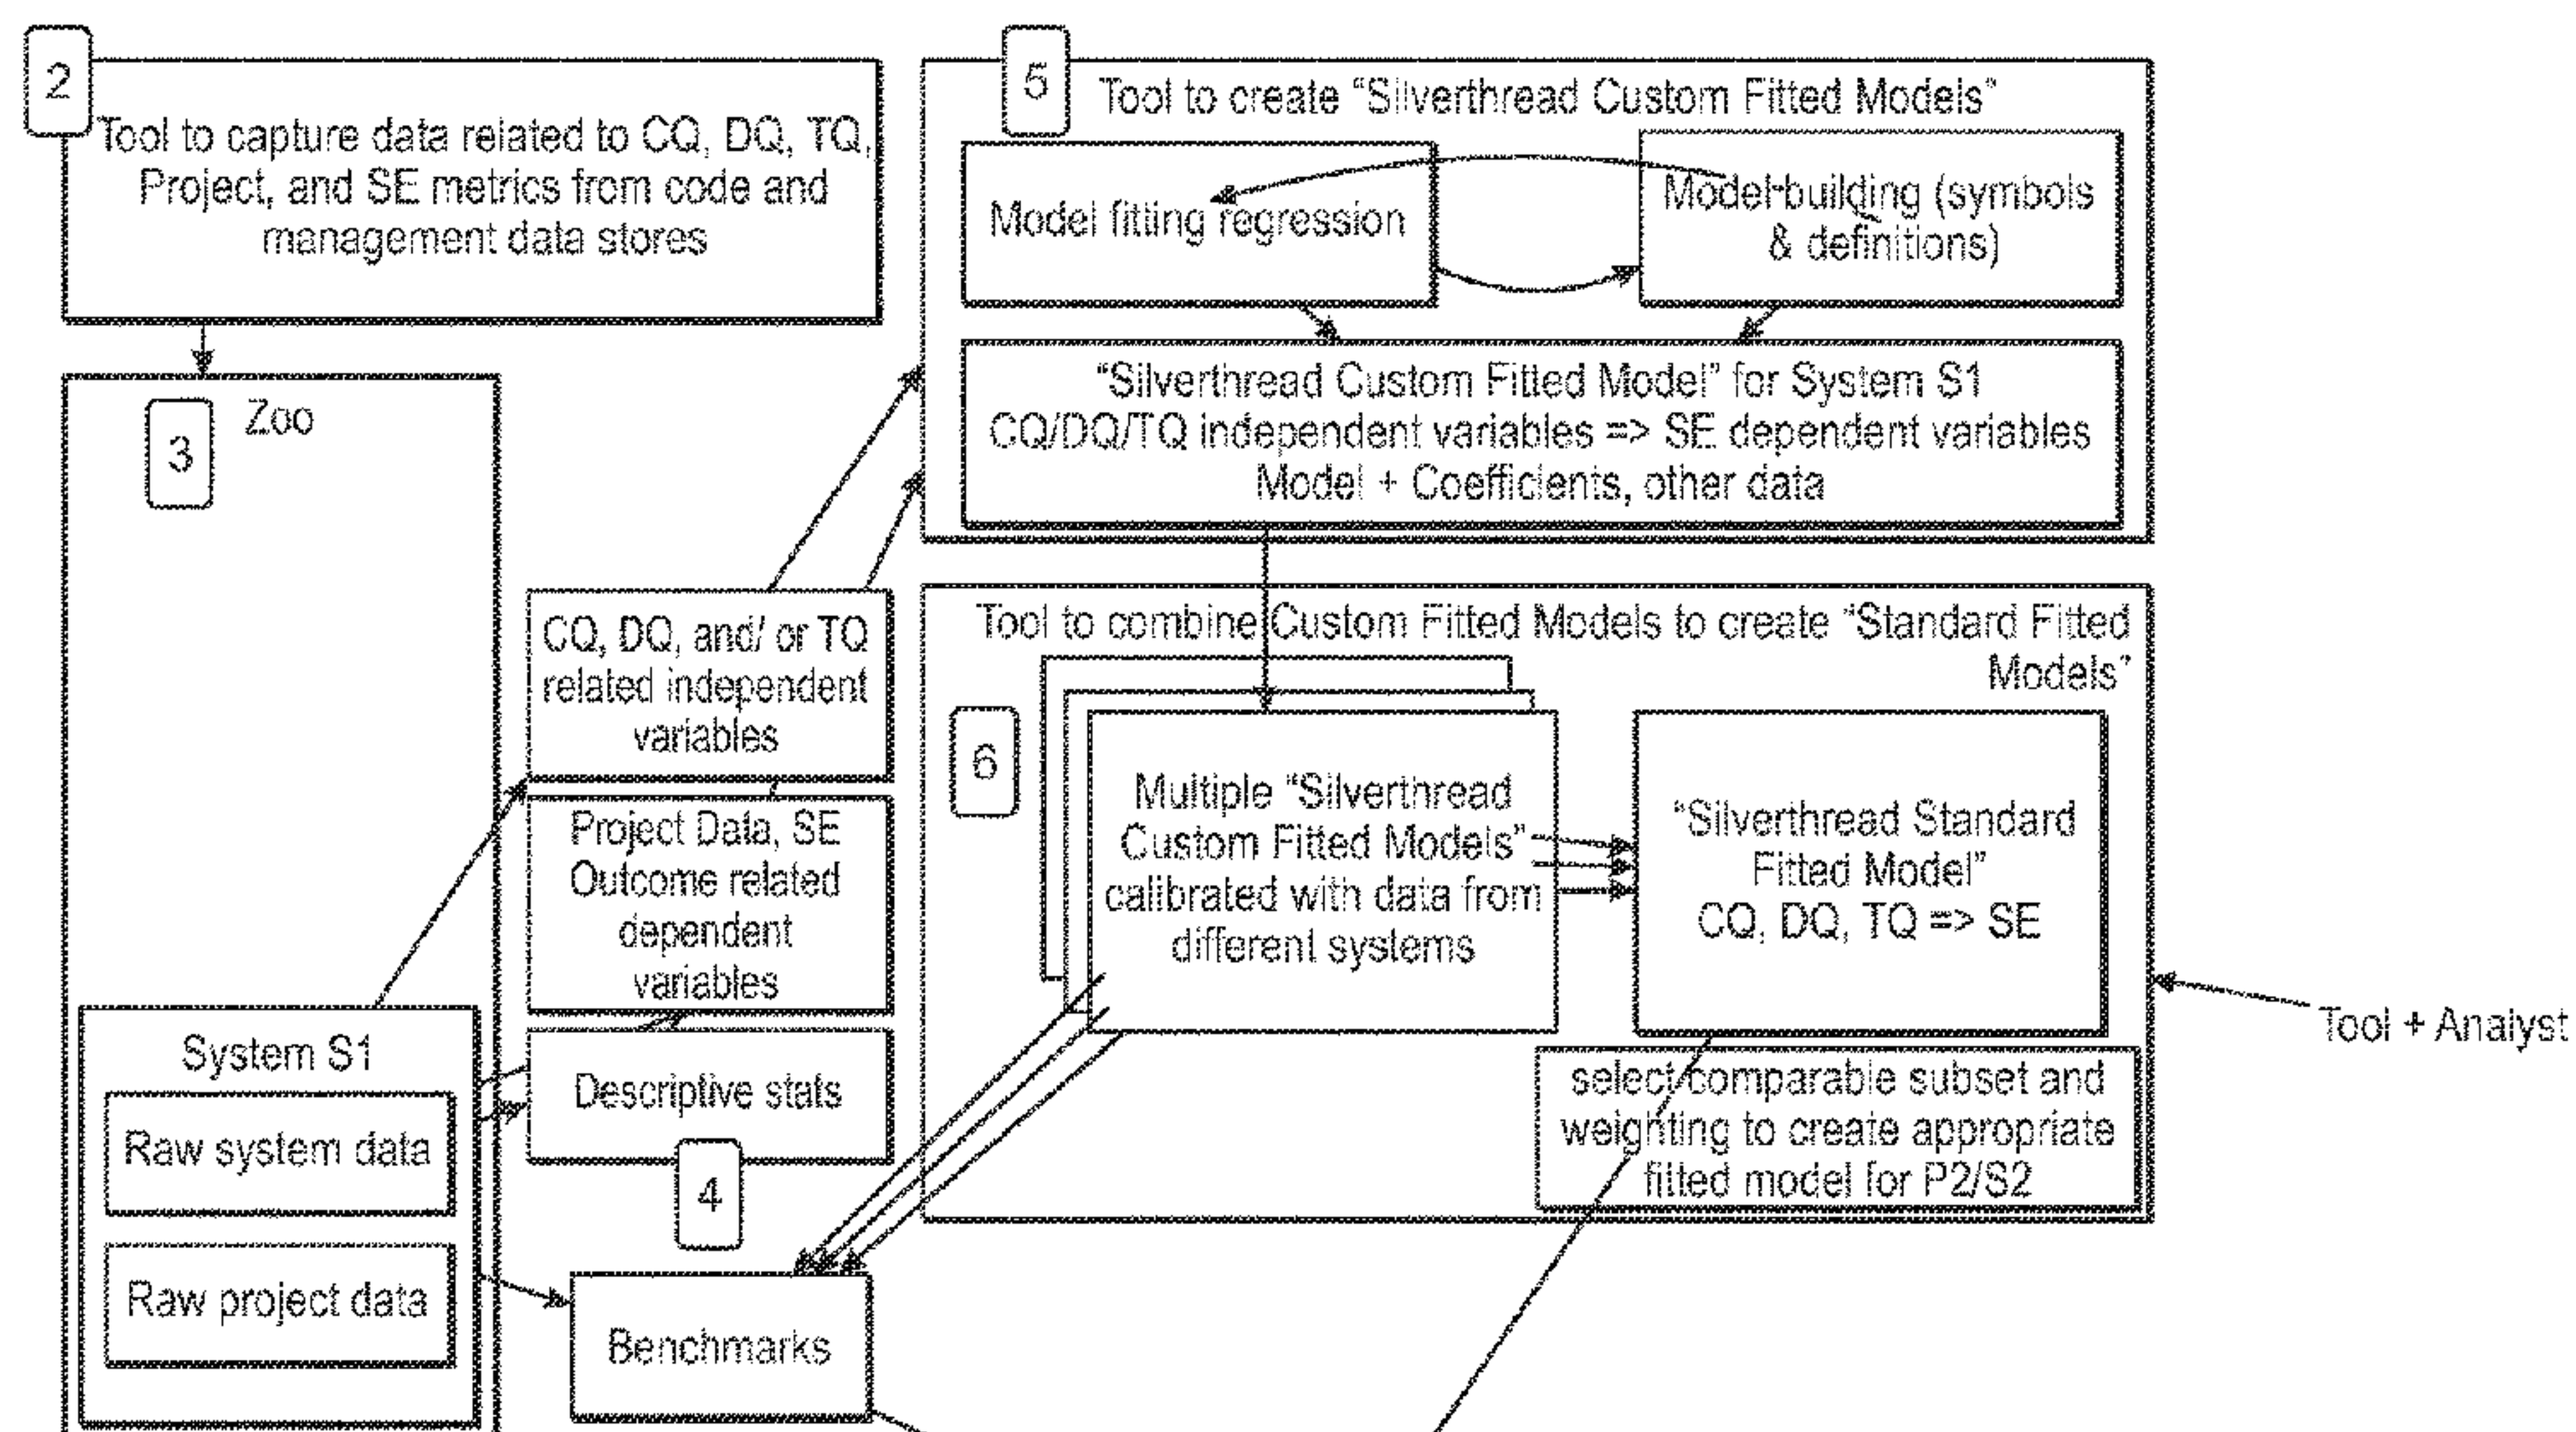 2
Tool to capture data related to CQ, DQ, TQ,
Project, and SE metrics from code and
management data stores
3
Zoo
System S1
Raw system data
Raw project data
CQ, DQ, and/ or TQ
related independent
variables
Project Data, SE
Outcome related
dependent
variables
Descriptive stats
4
Benchmarks
5
Tool to create “Silverthread Custom Fitted Models”
Model fitting regression
Model-building (symbols
& definitions)
“Silverthread Custom Fitted Model” for System S1
CQ/DQ/TQ independent variables => SE dependent variables
Model + Coefficients, other data
Tool to combine Custom Fitted Models to create “Standard Fitted
Models”
6
Multiple “Silverthread
Custom Fitted Models”
calibrated with data from
different systems
“Silverthread Standard
Fitted Model”
CQ, DQ, TQ => SE
select comparable subset and
weighting to create appropriate
fitted model for P2/S2
Tool + Analyst